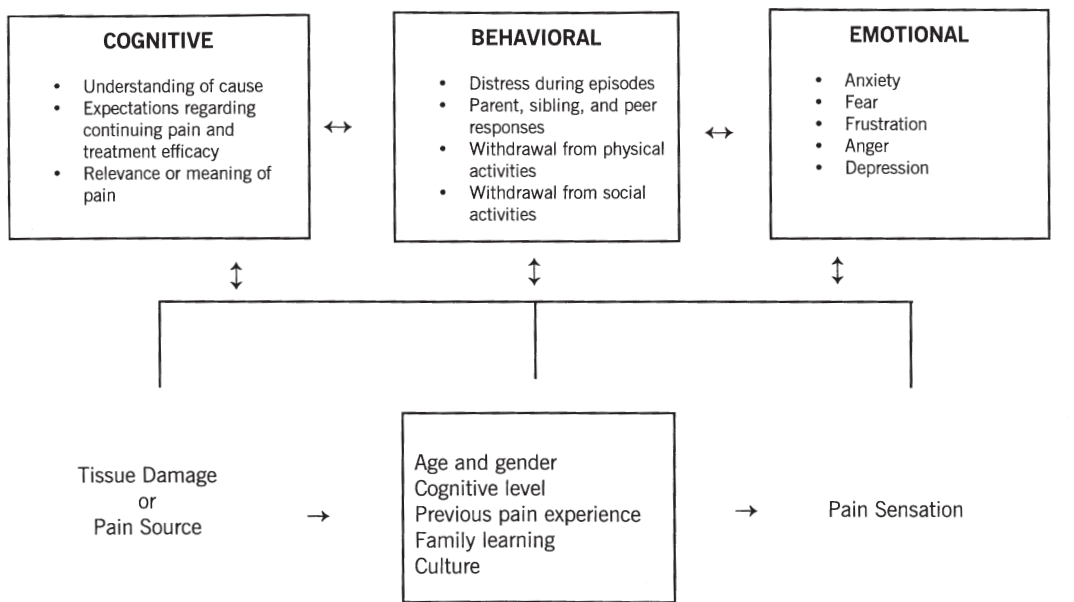 COGNITIVE
• Understanding of cause
• Expectations regarding
continuing pain and
treatment efficacy
• Relevance or meaning of
pain
BEHAVIORAL
• Distress during episodes
• Parent, sibling, and peer
responses
• Withdrawal from physical
activities
• Withdrawal from social
activities
EMOTIONAL
• Anxiety
• Fear
• Frustration
• Anger
• Depression
Tissue Damage
or
Pain Source
Age and gender
Cognitive level
Previous pain experience
Family learning
Culture
Pain Sensation